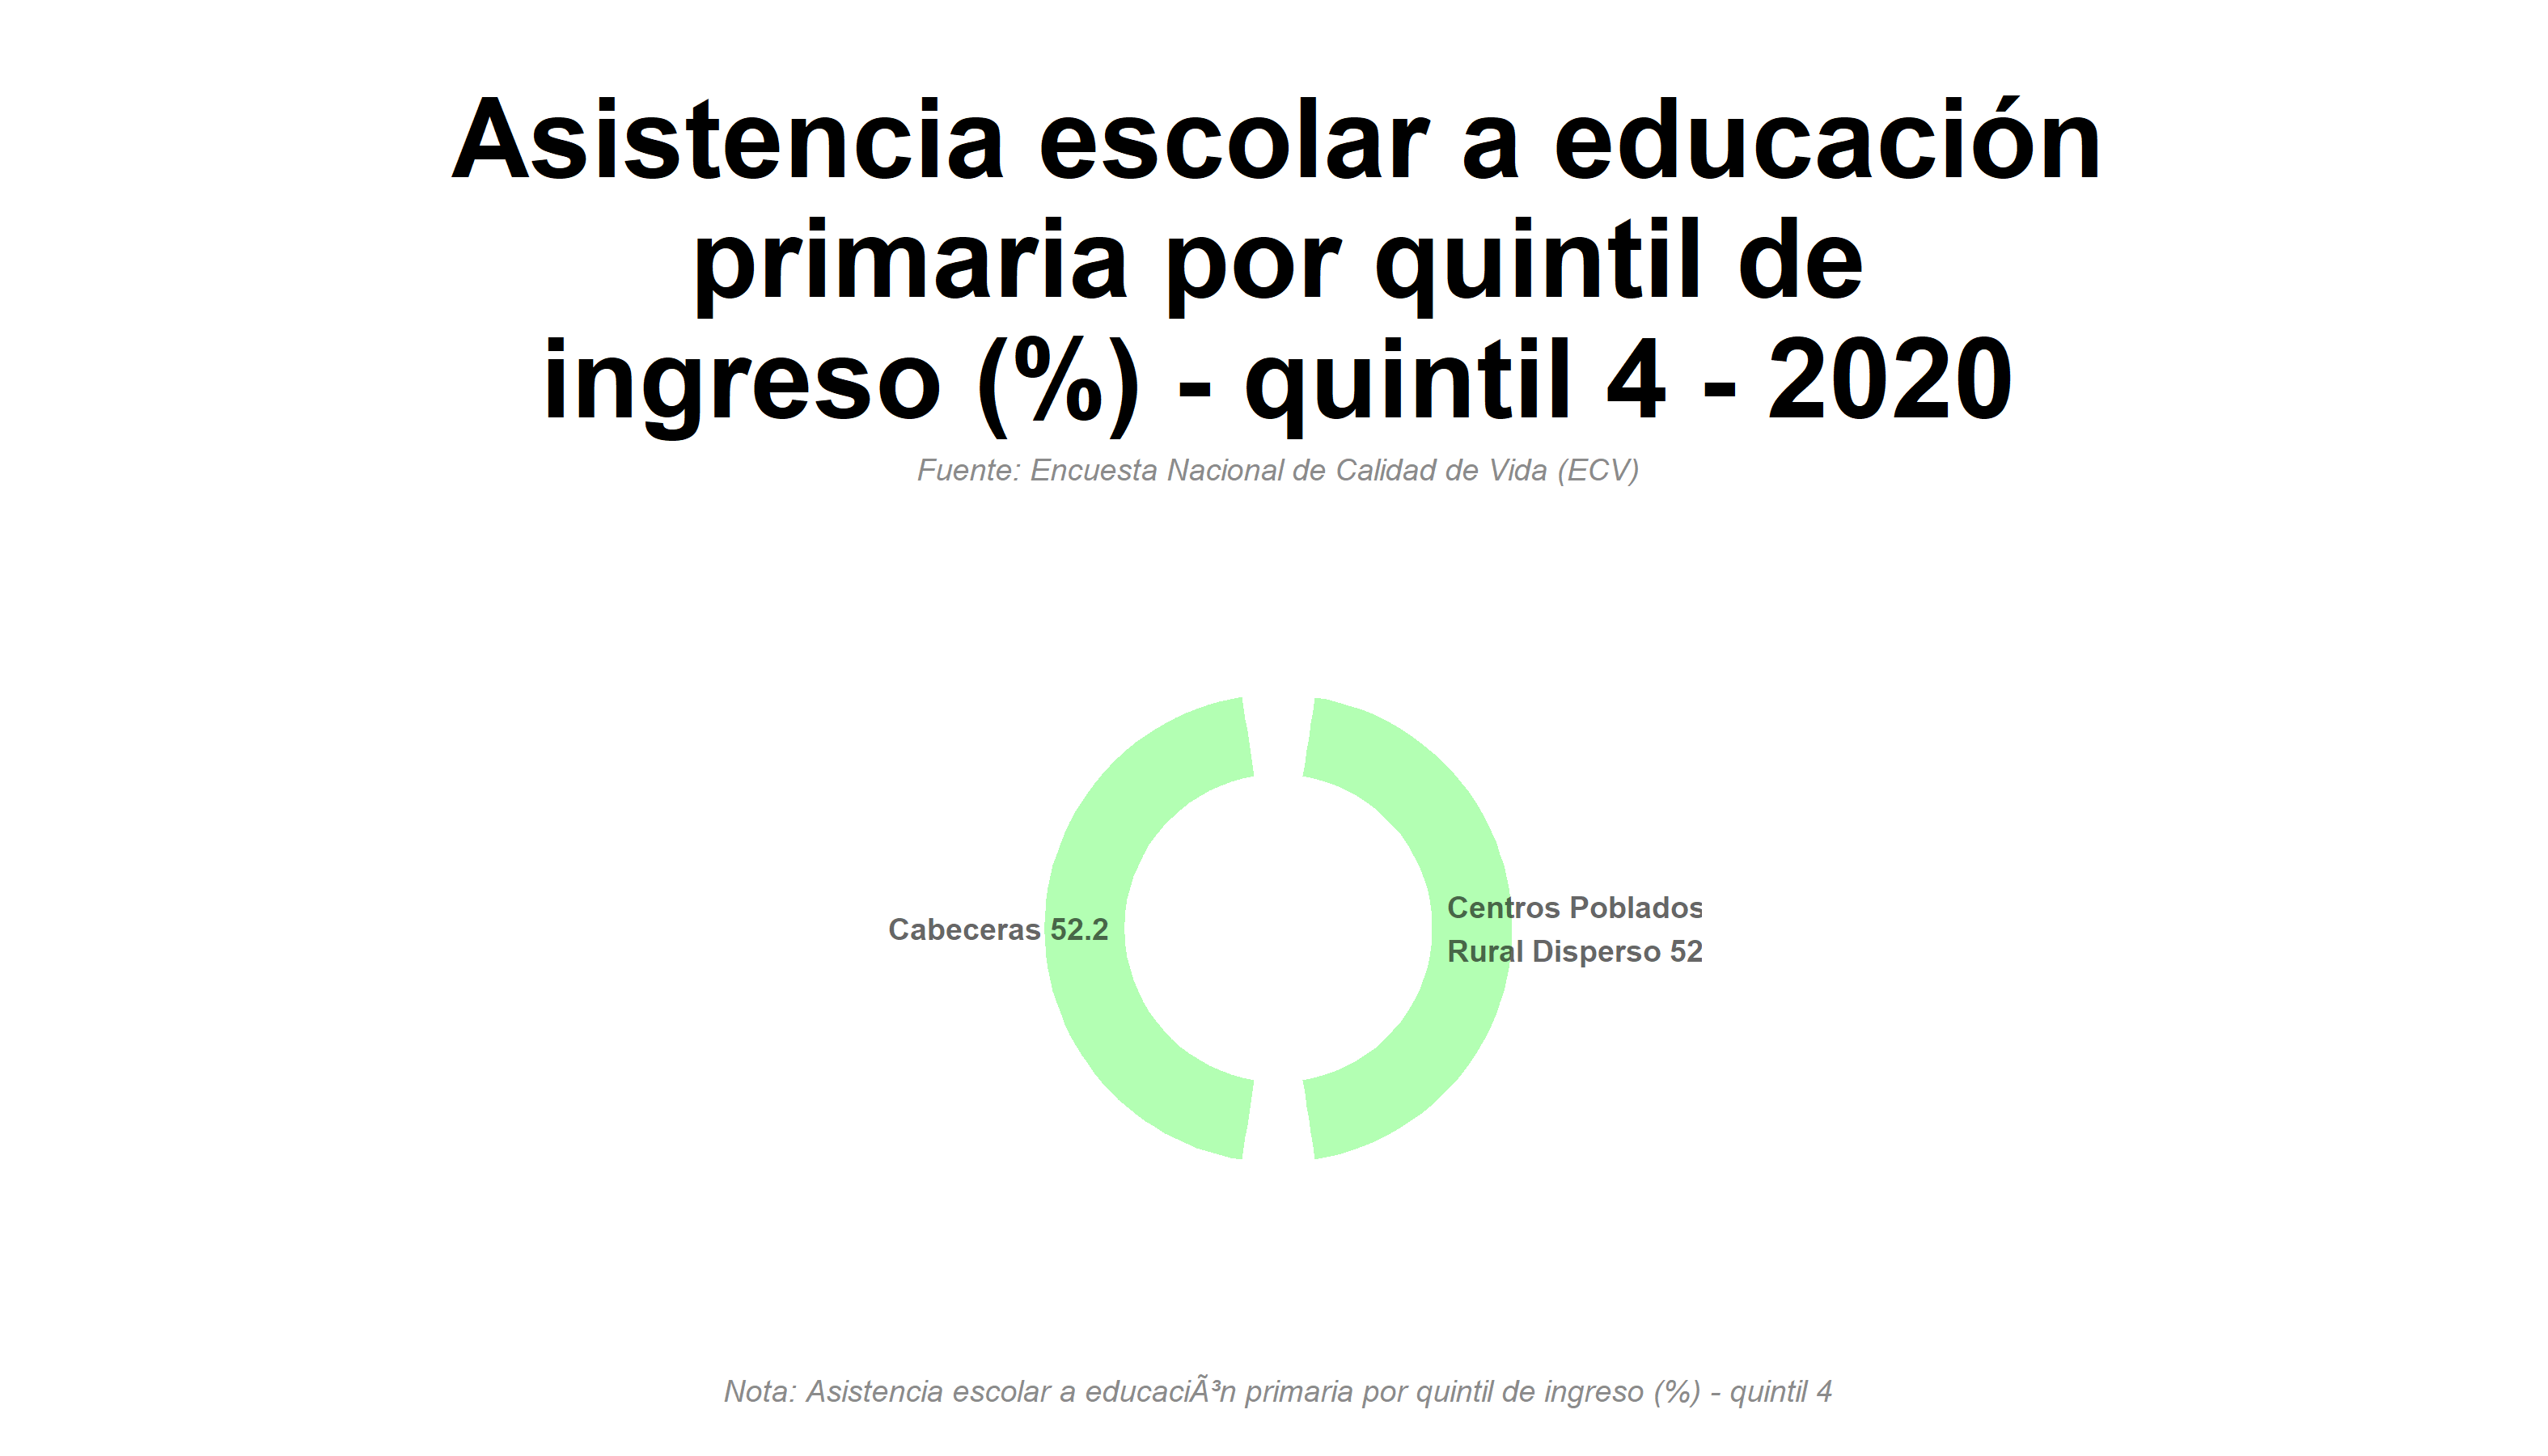 Asistencia escolar a educación
primaria por quintil de
ingreso (%) - quintil 4 - 2020
Fuente: Encuesta Nacional de Calidad de Vida (ECV)
Cabeceras 52.2
Centros Poblados
Rural Disperso 52
Nota: Asistencia escolar a educaciÃ³n primaria por quintil de ingreso (%) - quintil 4